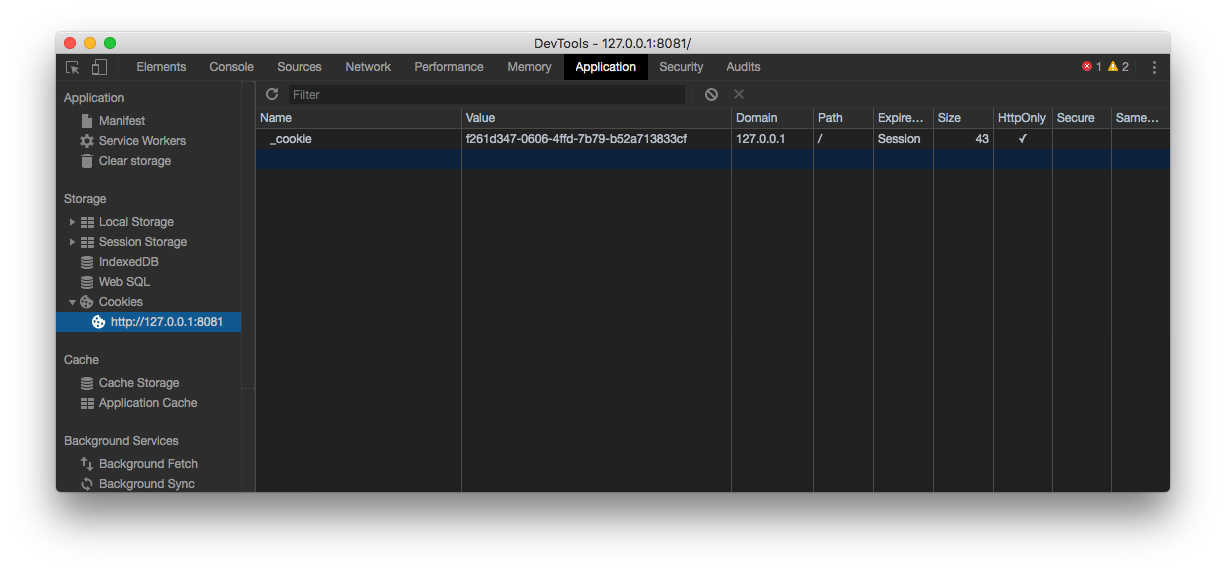 DevTools - 127.0.0.1:8081/
Elements Console Sources Network Performance Memory Application Security Audits 1 2
Application
Manifest
Service Workers
Clear storage
Storage
Local Storage
Session Storage
IndexedDB
Web SQL
Cookies
http://127.0.0.1:8081
Cache
Cache Storage
Application Cache
Background Services
Background Fetch
Background Sync
Filter
Name Value Domain Path Expire... Size HttpOnly Secure Same...
_cookie f261d347-0606-4ffd-7b79-b52a713833cf 127.0.0.1 / Session 43 ✓